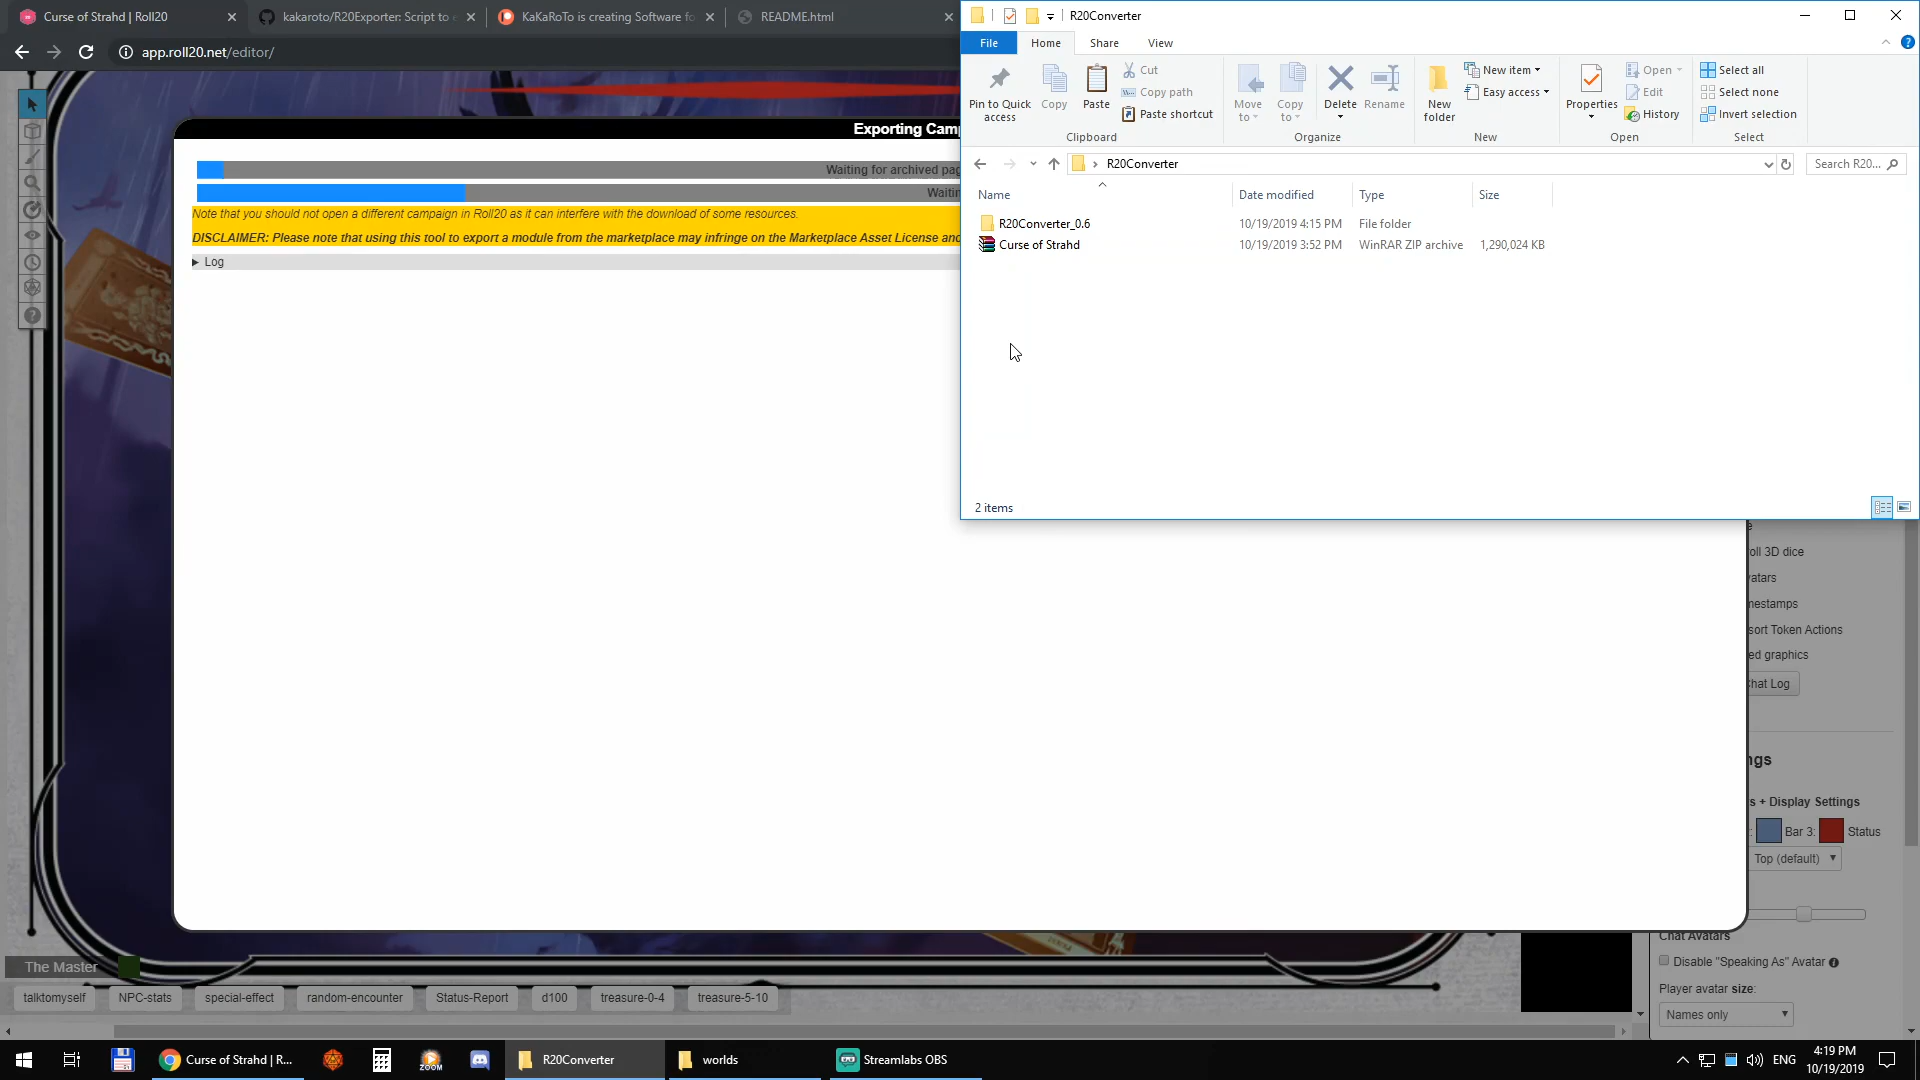 Curse of Strahd | Roll20
kakaroto/R20Exporter: Script to e
KaKaRoTo is creating Software fo
README.html
app.roll20.net/editor/
R20Converter
File
Home
Share
View
Pin to Quick access
Copy
Paste
Cut
Copy path
Paste shortcut
Move to
Copy to
Delete
Rename
New folder
New item
Easy access
Properties
Open
Edit
History
Select all
Select none
Invert selection
Clipboard
Organize
New
Open
Select
R20Converter
Search R20...
Name
Date modified
Type
Size
R20Converter_0.6 10/19/2019 4:15 PM File folder
Curse of Strahd 10/19/2019 3:52 PM WinRAR ZIP archive 1,290,024 KB
2 items
Exporting Camp
Waiting for archived pag
Waitin
Note that you should not open a different campaign in Roll20 as it can interfere with the download of some resources.
DISCLAIMER: Please note that using this tool to export a module from the marketplace may infringe on the Marketplace Asset License and
Log
oll 3D dice
vatars
mestamps
sort Token Actions
ed graphics
Chat Log
ngs
s + Display Settings
: Bar 3: Status
Top (default)
Chat Avatars
Disable "Speaking As" Avatar
Player avatar size:
Names only
The Master
talktomyself
NPC-stats
special-effect
random-encounter
Status-Report
d100
treasure-0-4
treasure-5-10
Curse of Strahd | R...
ZOOM
R20Converter
worlds
Streamlabs OBS
ENG
4:19 PM
10/19/2019